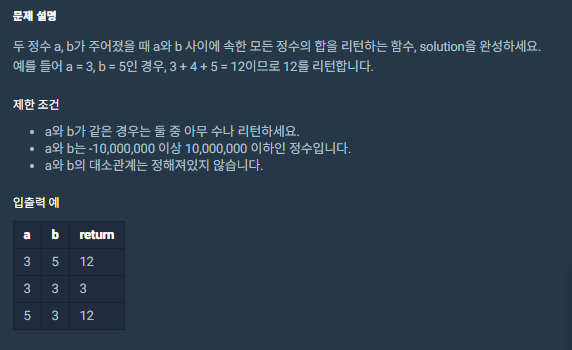 문제 설명
두 정수 a, b가 주어졌을 때 a와 b 사이에 속한 모든 정수의 합을 리턴하는 함수, solution을 완성하세요.
예를 들어 a = 3, b = 5인 경우, 3 + 4 + 5 = 12이므로 12를 리턴합니다.
제한 조건
• a와 b가 같은 경우는 둘 중 아무 수나 리턴하세요.
• a와 b는 -10,000,000 이상 10,000,000 이하인 정수입니다.
• a와 b의 대소관계는 정해져있지 않습니다.
입출력 예
a b return
3 5 12
3 3 3
5 3 12